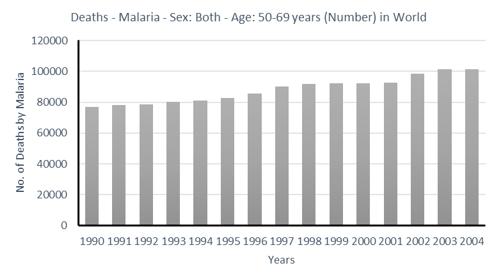 Deaths - Malaria - Sex: Both - Age: 50-69 years (Number) in World
No. of Deaths by Malaria
120000
100000
80000
60000
40000
20000
0
1990 1991 1992 1993 1994 1995 1996 1997 1998 1999 2000 2001 2002 2003 2004
Years